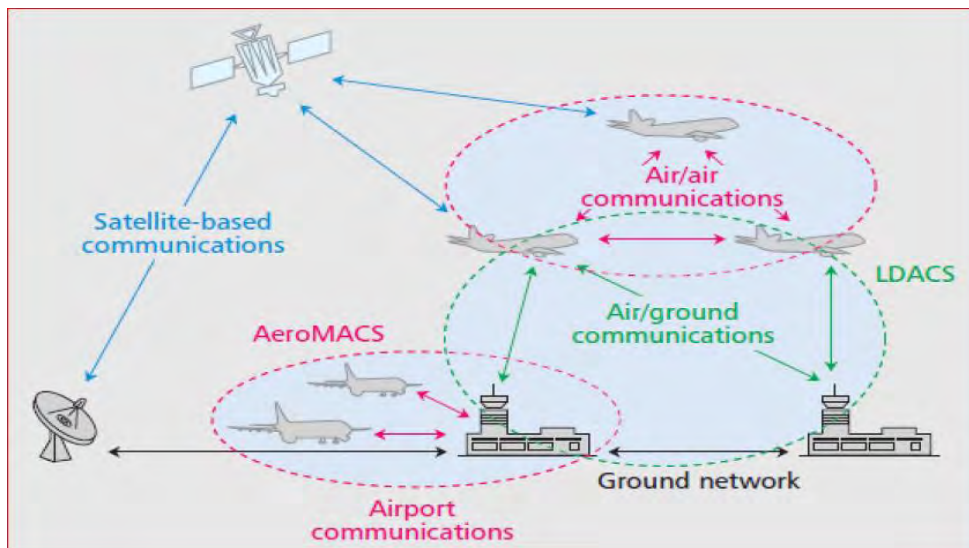 Air/air
communications
Satellite-based
communications
LDACS
Air/ground
communications
AeroMACS
Ground network
Airport
communications